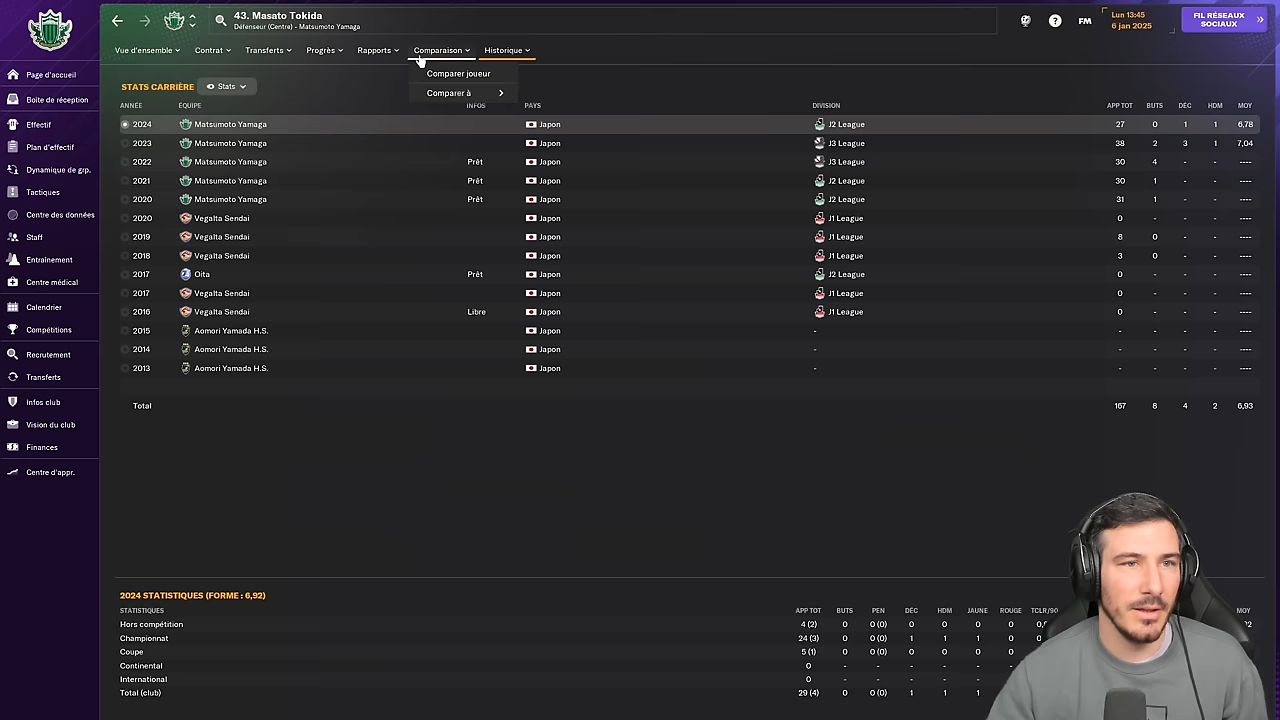 43. Masato Tokida
Défenseur (Centre) - Matsumoto Yamaga
FM
Lun 13:45
6 jan 2025
FIL RÉSEAUX
SOCIAUX
Vue d'ensemble Contrat Transferts Progrès Rapports Comparaison Historique
Comparer joueur
Comparer à
Page d'accueil
Boîte de réception
Effectif
Plan d'effectif
Dynamique de grp.
Tactiques
Centre des données
Staff
Entraînement
Centre médical
Calendrier
Compétitions
Recrutement
Transferts
Infos club
Vision du club
Finances
Centre d'appr.
STATS CARRIÈRE Stats
ANNÉE ÉQUIPE INFOS PAYS DIVISION APP TOT BUTS DÉC HDM MOY
2024 Matsumoto Yamaga Japon J2 League 27 0 1 1 6,78
2023 Matsumoto Yamaga Japon J3 League 38 2 3 1 7,04
2022 Matsumoto Yamaga Prêt Japon J3 League 30 4 - - ----
2021 Matsumoto Yamaga Prêt Japon J2 League 30 1 - - ----
2020 Matsumoto Yamaga Prêt Japon J2 League 31 1 - - ----
2020 Vegalta Sendai Japon J1 League 0 - - - ----
2019 Vegalta Sendai Japon J1 League 8 0 - - ----
2018 Vegalta Sendai Japon J1 League 3 0 - - ----
2017 Oita Prêt Japon J2 League 0 - - - ----
2017 Vegalta Sendai Japon J1 League 0 - - - ----
2016 Vegalta Sendai Libre Japon J1 League 0 - - - ----
2015 Aomori Yamada H.S. Japon - - - - - ----
2014 Aomori Yamada H.S. Japon - - - - - ----
2013 Aomori Yamada H.S. Japon - - - - - ----
Total 167 8 4 2 6,93
2024 STATISTIQUES (FORME : 6,92)
STATISTIQUES APP TOT BUTS PEN DÉC HDM JAUNE ROUGE TCLR/90 MOY
Hors compétition 4 (2) 0 0 (0) 0 0 0 0
Championnat 24 (3) 0 0 (0) 1 1 1 0
Coupe 5 (1) 0 0 (0) 0 0 0 0
Continental 0 - - - - - -
International 0 - - - - - -
Total (club) 29 (4) 0 0 (0) 1 1 1